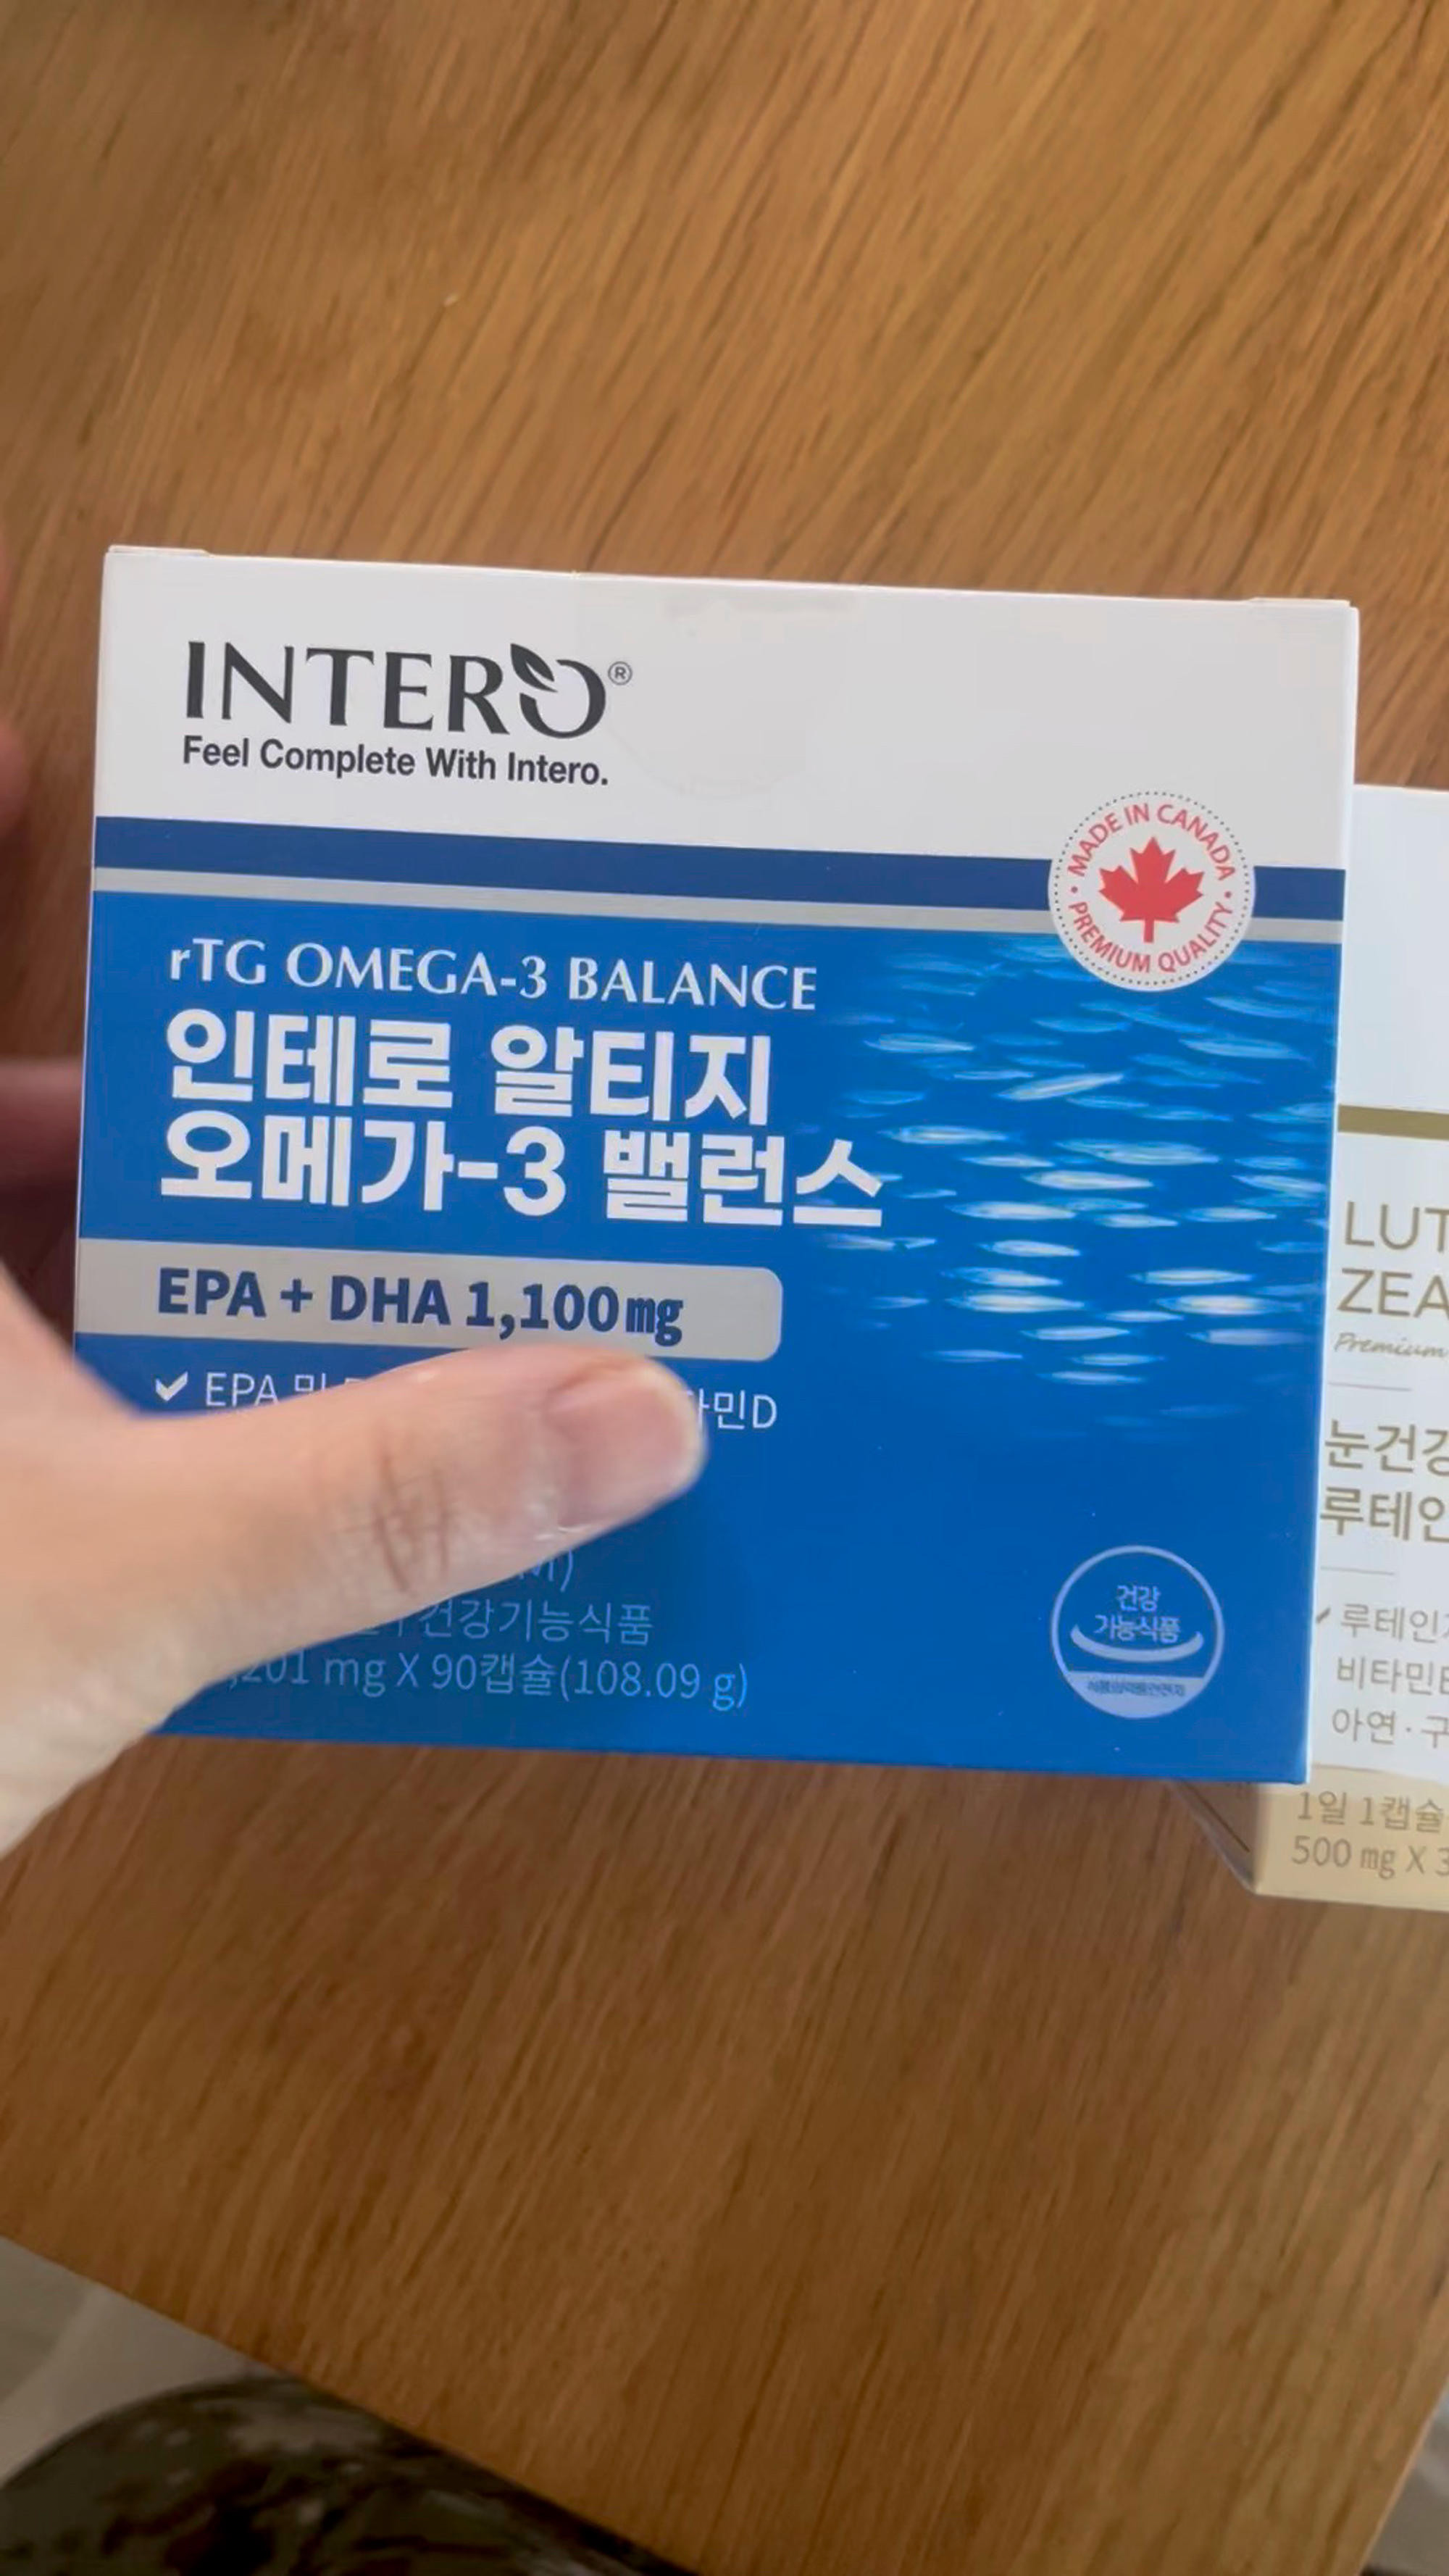 INTERO®
Feel Complete With Intero.
MADE IN CANADA
PREMIUM QUALITY
rTG OMEGA-3 BALANCE
인테로 알티지
오메가-3 밸런스
EPA + DHA 1,100mg
✔ EPA 및
민D
건강기능식품
201 mg X 90캡슐(108.09 g)
건강
기능식품
LUT
ZEA
Premium
눈건강
루테인
✔ 루테인
비타민
아연·구
1일 1캡슐
500 mg X 3